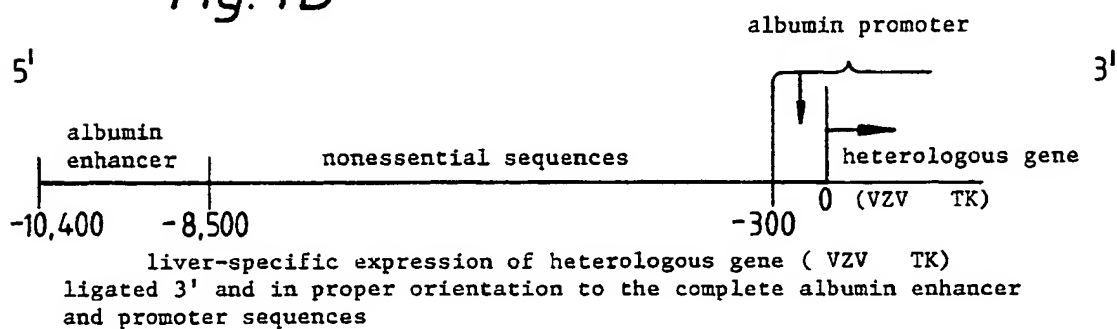 Fig. 1B
albumin promoter
5' 3'
albumin
enhancer nonessential sequences heterologous gene
-10,400 -8,500 -300 0 (VZV TK)
liver-specific expression of heterologous gene ( VZV TK)
ligated 3' and in proper orientation to the complete albumin enhancer
and promoter sequences